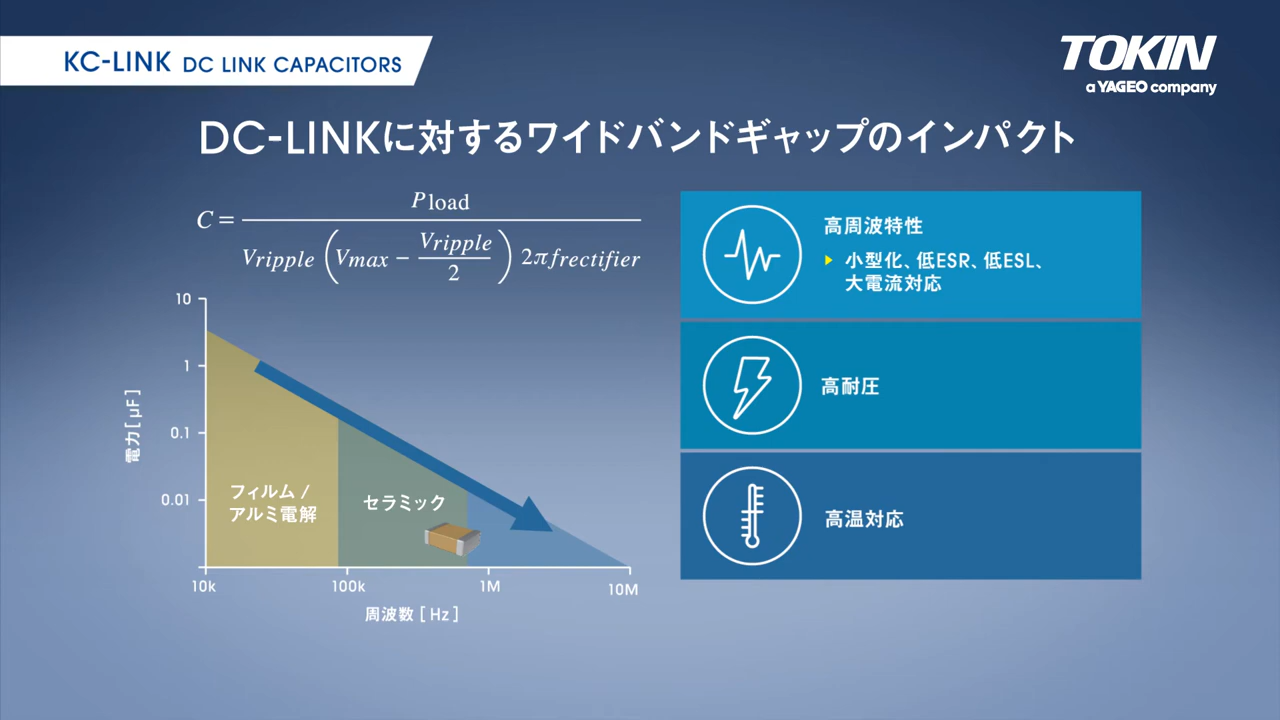 KC-LINK DC LINK CAPACITORS
TOKIN
a YAGEO company
DC-LINKに対するワイドバンドギャップのインパクト
C = Pload / Vripple (Vmax − Vripple / 2) 2πfrectifier
10
1
0.1
0.01
電力[µF]
フィルム /
アルミ電解
セラミック
10k
100k
1M
10M
周波数 [ Hz ]
高周波特性
小型化、低ESR、低ESL、
大電流対応
高耐圧
高温対応